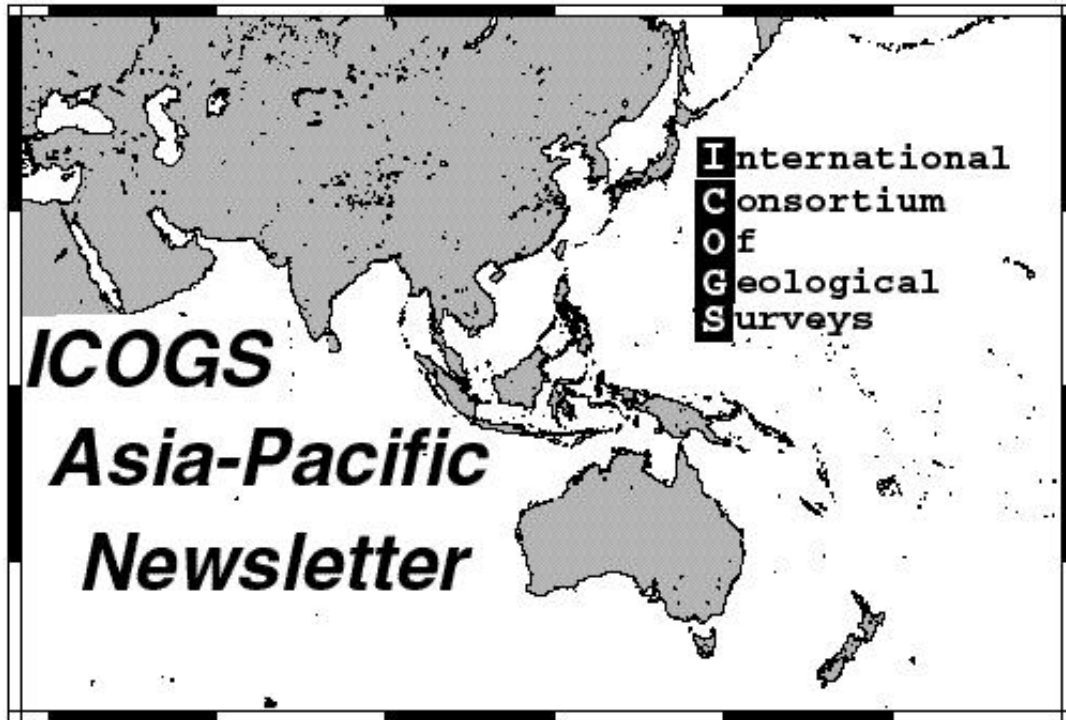 International
Consortium
Of
Geological
Surveys
ICOGS
Asia-Pacific
Newsletter